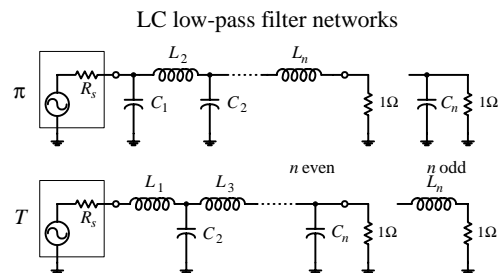 LC low-pass filter networks
π
R_s
C_1
L_2
C_2
L_n
1Ω
C_n
1Ω
n even
n odd
T
R_s
L_1
C_2
L_3
C_n
1Ω
L_n
1Ω